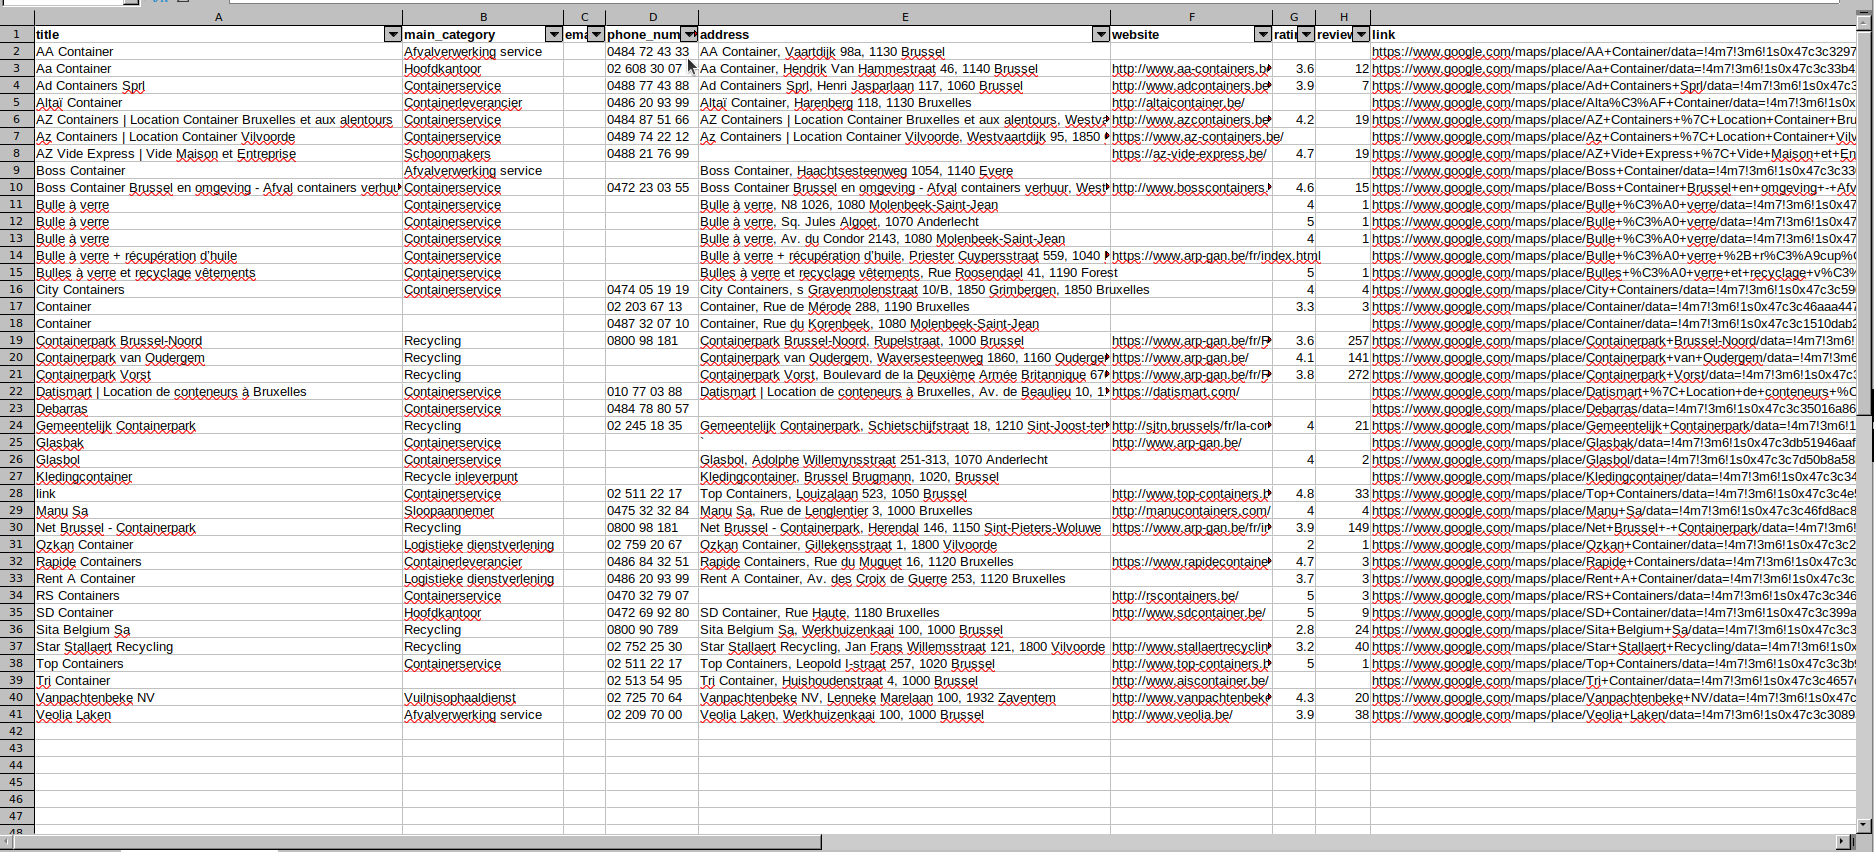 A B C D E F G H
1 title main_category ema phone_num address website ratin review link
2 AA Container Afvalverwerking service 0484 72 43 33 AA Container, Vaartdijk 98a, 1130 Brussel https://www.google.com/maps/place/AA+Container/data=!4m7!3m6!1s0x47c3c3297
3 Aa Container Hoofdkantoor 02 608 30 07 Aa Container, Hendrik Van Hammestraat 46, 1140 Brussel http://www.aa-containers.be 3.6 12 https://www.google.com/maps/place/Aa+Container/data=!4m7!3m6!1s0x47c3c33b4
4 Ad Containers Sprl Containerservice 0488 77 43 88 Ad Containers Sprl, Henri Jasparlaan 117, 1060 Brussel http://www.adcontainers.be 3.9 7 https://www.google.com/maps/place/Ad+Containers+Sprl/data=!4m7!3m6!1s0x47c3
5 Altaï Container Containerleverancier 0486 20 93 99 Altaï Container, Harenberg 118, 1130 Bruxelles http://altaicontainer.be/ https://www.google.com/maps/place/Alta%C3%AF+Container/data=!4m7!3m6!1s0x
6 AZ Containers | Location Container Bruxelles et aux alentours Containerservice 0484 87 51 66 AZ Containers | Location Container Bruxelles et aux alentours, Westva http://www.azcontainers.be 4.2 19 https://www.google.com/maps/place/AZ+Containers+%7C+Location+Container+Bru
7 Az Containers | Location Container Vilvoorde Containerservice 0489 74 22 12 Az Containers | Location Container Vilvoorde, Westvaartdijk 95, 1850 https://www.az-containers.be/ https://www.google.com/maps/place/Az+Containers+%7C+Location+Container+Vilv
8 AZ Vide Express | Vide Maison et Entreprise Schoonmakers 0488 21 76 99 https://az-vide-express.be/ 4.7 19 https://www.google.com/maps/place/AZ+Vide+Express+%7C+Vide+Maison+et+En
9 Boss Container Afvalverwerking service Boss Container, Haachtsesteenweg 1054, 1140 Evere https://www.google.com/maps/place/Boss+Container/data=!4m7!3m6!1s0x47c3c33
10 Boss Container Brussel en omgeving - Afval containers verhuu Containerservice 0472 23 03 55 Boss Container Brussel en omgeving - Afval containers verhuur, West http://www.bosscontainers. 4.6 15 https://www.google.com/maps/place/Boss+Container+Brussel+en+omgeving+-+Afv
11 Bulle à verre Containerservice Bulle à verre, N8 1026, 1080 Molenbeek-Saint-Jean 4 1 https://www.google.com/maps/place/Bulle+%C3%A0+verre/data=!4m7!3m6!1s0x47
12 Bulle à verre Containerservice Bulle à verre, Sq. Jules Algoet, 1070 Anderlecht 5 1 https://www.google.com/maps/place/Bulle+%C3%A0+verre/data=!4m7!3m6!1s0x47
13 Bulle à verre Containerservice Bulle à verre, Av. du Condor 2143, 1080 Molenbeek-Saint-Jean 4 1 https://www.google.com/maps/place/Bulle+%C3%A0+verre/data=!4m7!3m6!1s0x47
14 Bulle à verre + récupération d'huile Containerservice Bulle à verre + récupération d'huile, Priester Cuypersstraat 559, 1040 https://www.arp-gan.be/fr/index.html https://www.google.com/maps/place/Bulle+%C3%A0+verre+%2B+r%C3%A9cup%C
15 Bulles à verre et recyclage vêtements Containerservice Bulles à verre et recyclage vêtements, Rue Roosendael 41, 1190 Forest 5 1 https://www.google.com/maps/place/Bulles+%C3%A0+verre+et+recyclage+v%C3%
16 City Containers Containerservice 0474 05 19 19 City Containers, s Gravenmolenstraat 10/B, 1850 Grimbergen, 1850 Bruxelles 4 4 https://www.google.com/maps/place/City+Containers/data=!4m7!3m6!1s0x47c3c59
17 Container 02 203 67 13 Container, Rue de Mérode 288, 1190 Bruxelles 3.3 3 https://www.google.com/maps/place/Container/data=!4m7!3m6!1s0x47c3c46aaa447
18 Container 0487 32 07 10 Container, Rue du Korenbeek, 1080 Molenbeek-Saint-Jean https://www.google.com/maps/place/Container/data=!4m7!3m6!1s0x47c3c1510dab2
19 Containerpark Brussel-Noord Recycling 0800 98 181 Containerpark Brussel-Noord, Rupelstraat, 1000 Brussel https://www.arp-gan.be/fr/R 3.6 257 https://www.google.com/maps/place/Containerpark+Brussel-Noord/data=!4m7!3m6!
20 Containerpark van Oudergem Recycling Containerpark van Oudergem, Waversesteenweg 1860, 1160 Oudergem https://www.arp-gan.be/ 4.1 141 https://www.google.com/maps/place/Containerpark+van+Oudergem/data=!4m7!3m6
21 Containerpark Vorst Recycling Containerpark Vorst, Boulevard de la Deuxième Armée Britannique 676 https://www.arp-gan.be/fr/R 3.8 272 https://www.google.com/maps/place/Containerpark+Vorst/data=!4m7!3m6!1s0x47c3
22 Datismart | Location de conteneurs à Bruxelles Containerservice 010 77 03 88 Datismart | Location de conteneurs à Bruxelles, Av. de Beaulieu 10, 1 https://datismart.com/ https://www.google.com/maps/place/Datismart+%7C+Location+de+conteneurs+%C
23 Debarras Containerservice 0484 78 80 57 https://www.google.com/maps/place/Debarras/data=!4m7!3m6!1s0x47c3c35016a86
24 Gemeentelijk Containerpark Recycling 02 245 18 35 Gemeentelijk Containerpark, Schietschijfstraat 18, 1210 Sint-Joost-ten http://sjtn.brussels/fr/la-cor 4 21 https://www.google.com/maps/place/Gemeentelijk+Containerpark/data=!4m7!3m6!1
25 Glasbak Containerservice ` http://www.arp-gan.be/ https://www.google.com/maps/place/Glasbak/data=!4m7!3m6!1s0x47c3db51946aaf
26 Glasbol Containerservice Glasbol, Adolphe Willemynsstraat 251-313, 1070 Anderlecht 4 2 https://www.google.com/maps/place/Glasbol/data=!4m7!3m6!1s0x47c3c7d50b8a58
27 Kledingcontainer Recycle inleverpunt Kledingcontainer, Brussel Brugmann, 1020, Brussel https://www.google.com/maps/place/Kledingcontainer/data=!4m7!3m6!1s0x47c3c34
28 link Containerservice 02 511 22 17 Top Containers, Louizalaan 523, 1050 Brussel http://www.top-containers.b 4.8 33 https://www.google.com/maps/place/Top+Containers/data=!4m7!3m6!1s0x47c3c4e
29 Manu Sa Sloopaannemer 0475 32 32 84 Manu Sa, Rue de Lenglentier 3, 1000 Bruxelles http://manucontainers.com/ 4 4 https://www.google.com/maps/place/Manu+Sa/data=!4m7!3m6!1s0x47c3c46fd8ac8
30 Net Brussel - Containerpark Recycling 0800 98 181 Net Brussel - Containerpark, Herendal 146, 1150 Sint-Pieters-Woluwe https://www.arp-gan.be/fr/in 3.9 149 https://www.google.com/maps/place/Net+Brussel+-+Containerpark/data=!4m7!3m6!
31 Ozkan Container Logistieke dienstverlening 02 759 20 67 Ozkan Container, Gillekensstraat 1, 1800 Vilvoorde 2 1 https://www.google.com/maps/place/Ozkan+Container/data=!4m7!3m6!1s0x47c3c2
32 Rapide Containers Containerleverancier 0486 84 32 51 Rapide Containers, Rue du Muguet 16, 1120 Bruxelles https://www.rapidecontaine 4.7 3 https://www.google.com/maps/place/Rapide+Containers/data=!4m7!3m6!1s0x47c3
33 Rent A Container Logistieke dienstverlening 0486 20 93 99 Rent A Container, Av. des Croix de Guerre 253, 1120 Bruxelles 3.7 3 https://www.google.com/maps/place/Rent+A+Container/data=!4m7!3m6!1s0x47c3c
34 RS Containers Containerservice 0470 32 79 07 http://rscontainers.be/ 5 3 https://www.google.com/maps/place/RS+Containers/data=!4m7!3m6!1s0x47c3c346
35 SD Container Hoofdkantoor 0472 69 92 80 SD Container, Rue Haute, 1180 Bruxelles http://www.sdcontainer.be/ 5 9 https://www.google.com/maps/place/SD+Container/data=!4m7!3m6!1s0x47c3c399a
36 Sita Belgium Sa Recycling 0800 90 789 Sita Belgium Sa, Werkhuizenkaai 100, 1000 Brussel 2.8 24 https://www.google.com/maps/place/Sita+Belgium+Sa/data=!4m7!3m6!1s0x47c3c3
37 Star Stallaert Recycling Recycling 02 752 25 30 Star Stallaert Recycling, Jan Frans Willemsstraat 121, 1800 Vilvoorde http://www.stallaertrecyclin 3.2 40 https://www.google.com/maps/place/Star+Stallaert+Recycling/data=!4m7!3m6!1s0x
38 Top Containers Containerservice 02 511 22 17 Top Containers, Leopold I-straat 257, 1020 Brussel http://www.top-containers.b 5 1 https://www.google.com/maps/place/Top+Containers/data=!4m7!3m6!1s0x47c3c3b
39 Trj Container 02 513 54 95 Trj Container, Huishoudenstraat 4, 1000 Brussel http://www.aiscontainer.be/ https://www.google.com/maps/place/Trj+Container/data=!4m7!3m6!1s0x47c3c4657
40 Vanpachtenbeke NV Vuilnisophaaldienst 02 725 70 64 Vanpachtenbeke NV, Lenneke Marelaan 100, 1932 Zaventem http://www.vanpachtenbeke 4.3 20 https://www.google.com/maps/place/Vanpachtenbeke+NV/data=!4m7!3m6!1s0x47c
41 Veolia Laken Afvalverwerking service 02 209 70 00 Veolia Laken, Werkhuizenkaai 100, 1000 Brussel http://www.veolia.be/ 3.9 38 https://www.google.com/maps/place/Veolia+Laken/data=!4m7!3m6!1s0x47c3c3089
42
43
44
45
46
47
48